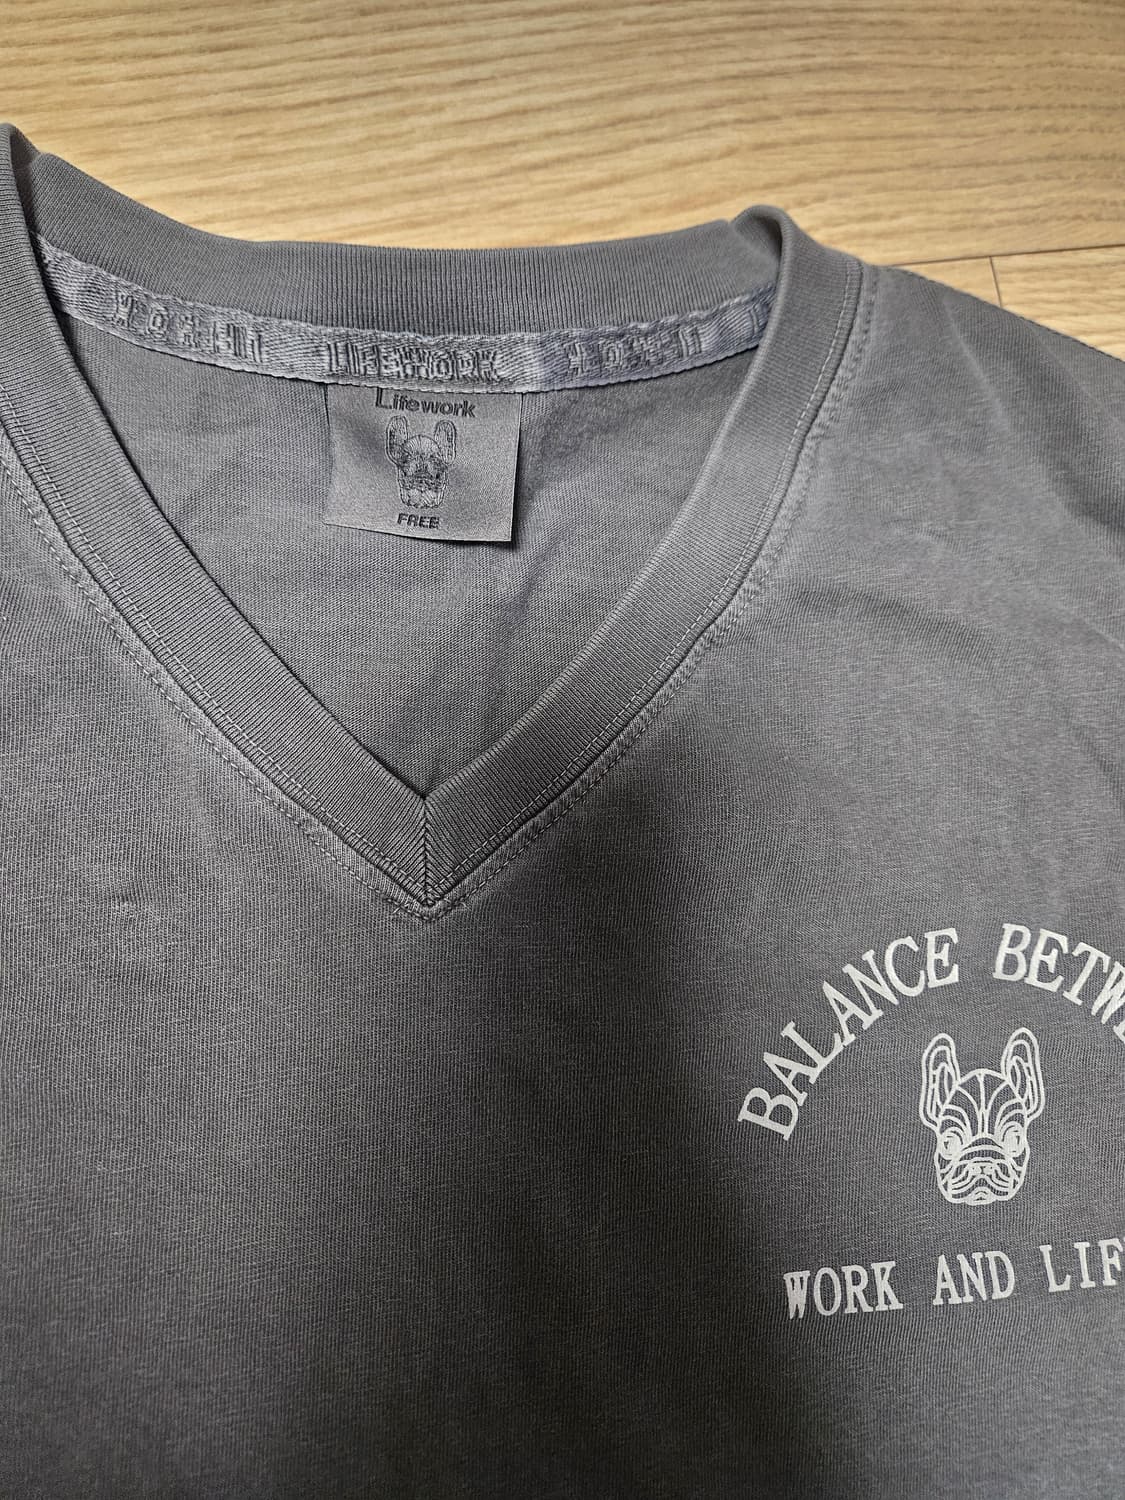 LIFEWORK
Lifework
FREE
BALANCE BETW
WORK AND LIF